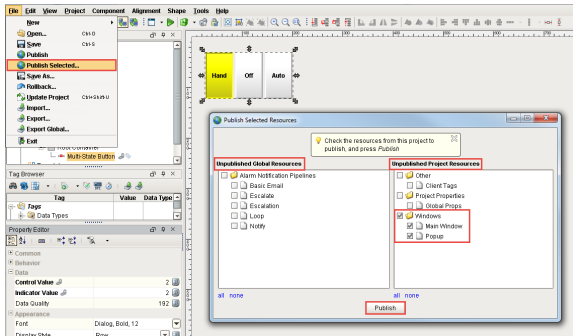 File Edit View Project Component Alignment Shape Tools Help
New
Open... Ctrl-O
Save Ctrl-S
Publish
Publish Selected...
Save As...
Rollback...
Update Project Ctrl+Shift-U
Import...
Export...
Export Global...
Exit
Root Container
Multi-State Button
Tag Browser
Tag Value Data Type
Tags
Data Types
Property Editor
Common
Behavior
Data
Control Value 2
Indicator Value 2
Data Quality 192
Appearance
Font Dialog, Bold, 12
Display Style Row
Hand Off Auto
Publish Selected Resources
Check the resources from this project to
publish, and press Publish
Unpublished Global Resources
Alarm Notification Pipelines
Basic Email
Escalate
Escalation
Loop
Notify
all none
Unpublished Project Resources
Other
Client Tags
Project Properties
Global Props
Windows
Main Window
Popup
all none
Publish